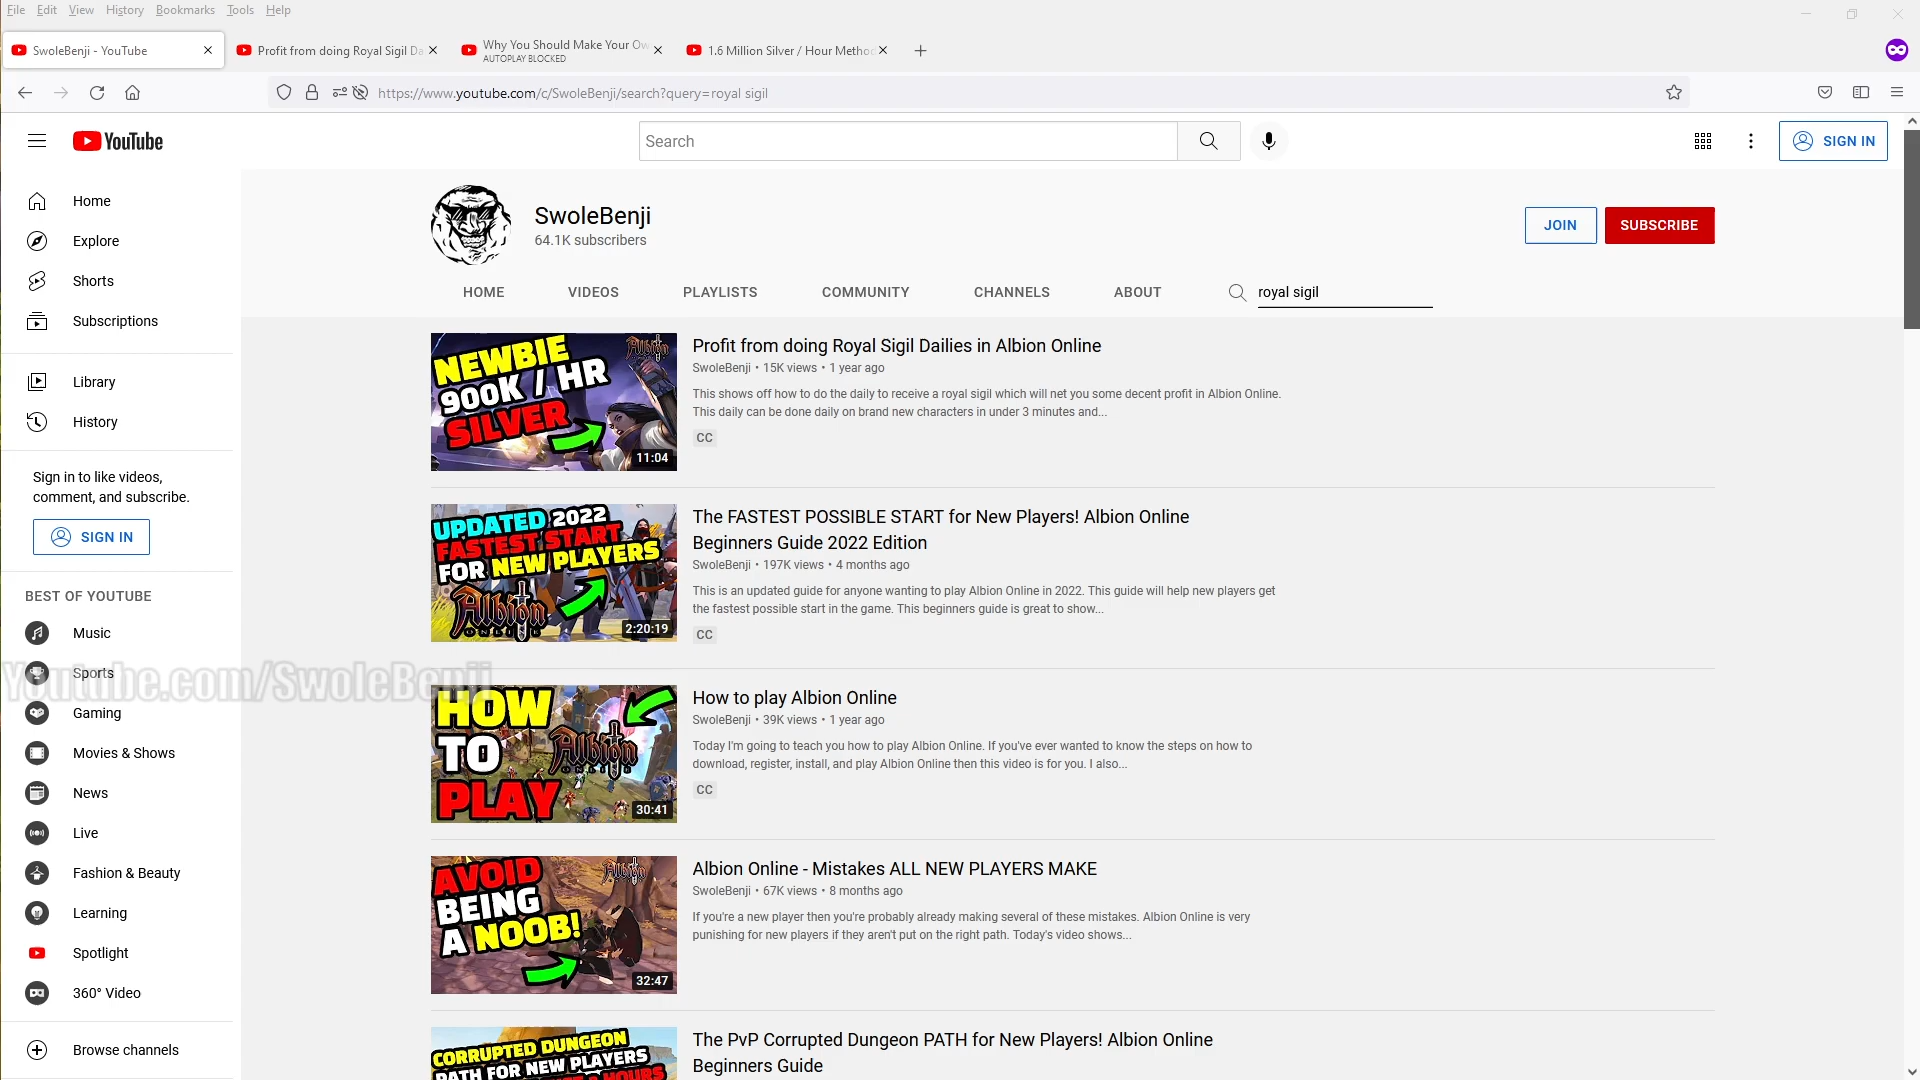 File Edit View History Bookmarks Tools Help
SwoleBenji - YouTube
Profit from doing Royal Sigil Da
Why You Should Make Your Ow
AUTOPLAY BLOCKED
1.6 Million Silver / Hour Method
https://www.youtube.com/c/SwoleBenji/search?query=royal sigil
YouTube
Search
SIGN IN
Home
Explore
Shorts
Subscriptions
Library
History
Sign in to like videos,
comment, and subscribe.
SIGN IN
BEST OF YOUTUBE
Music
Sports
Gaming
Movies & Shows
News
Live
Fashion & Beauty
Learning
Spotlight
360° Video
Browse channels
Youtube.com/SwoleBenji
SwoleBenji
64.1K subscribers
JOIN
SUBSCRIBE
HOME VIDEOS PLAYLISTS COMMUNITY CHANNELS ABOUT royal sigil
NEWBIE
900K / HR
SILVER
Albion
11:04
Profit from doing Royal Sigil Dailies in Albion Online
SwoleBenji • 15K views • 1 year ago
This shows off how to do the daily to receive a royal sigil which will net you some decent profit in Albion Online.
This daily can be done daily on brand new characters in under 3 minutes and...
CC
UPDATED 2022
FASTEST START
FOR NEW PLAYERS
Albion
ONLINE
2:20:19
The FASTEST POSSIBLE START for New Players! Albion Online
Beginners Guide 2022 Edition
SwoleBenji • 197K views • 4 months ago
This is an updated guide for anyone wanting to play Albion Online in 2022. This guide will help new players get
the fastest possible start in the game. This beginners guide is great to show...
CC
HOW
TO
PLAY
Albion
ONLINE
30:41
How to play Albion Online
SwoleBenji • 39K views • 1 year ago
Today I'm going to teach you how to play Albion Online. If you've ever wanted to know the steps on how to
download, register, install, and play Albion Online then this video is for you. I also...
CC
AVOID
BEING
A NOOB!
Albion
32:47
Albion Online - Mistakes ALL NEW PLAYERS MAKE
SwoleBenji • 67K views • 8 months ago
If you're a new player then you're probably already making several of these mistakes. Albion Online is very
punishing for new players if they aren't put on the right path. Today's video shows...
CORRUPTED DUNGEON
PATH FOR NEW PLAYERS
HOURS
The PvP Corrupted Dungeon PATH for New Players! Albion Online
Beginners Guide